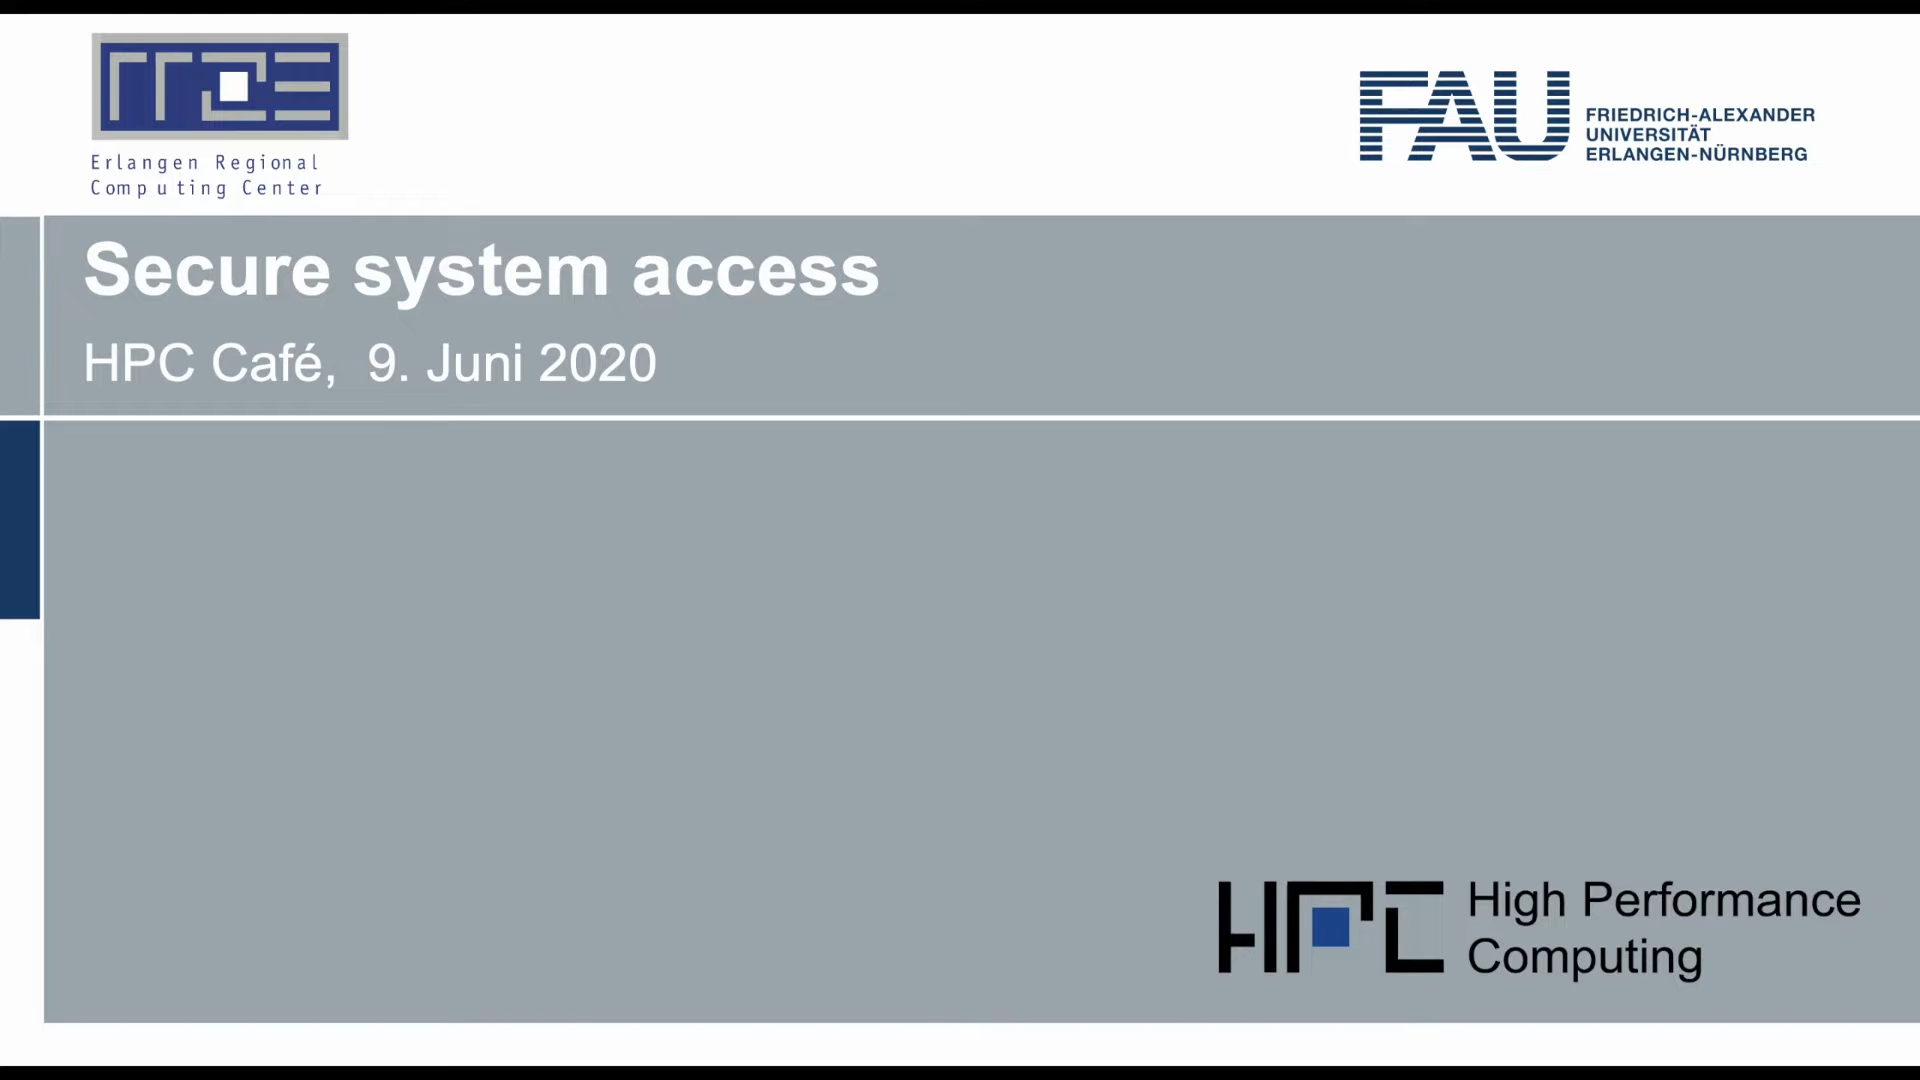 rrze
Erlangen Regional
Computing Center
FAU
FRIEDRICH-ALEXANDER
UNIVERSITÄT
ERLANGEN-NÜRNBERG
Secure system access
HPC Café,  9. Juni 2020
HPC
High Performance
Computing